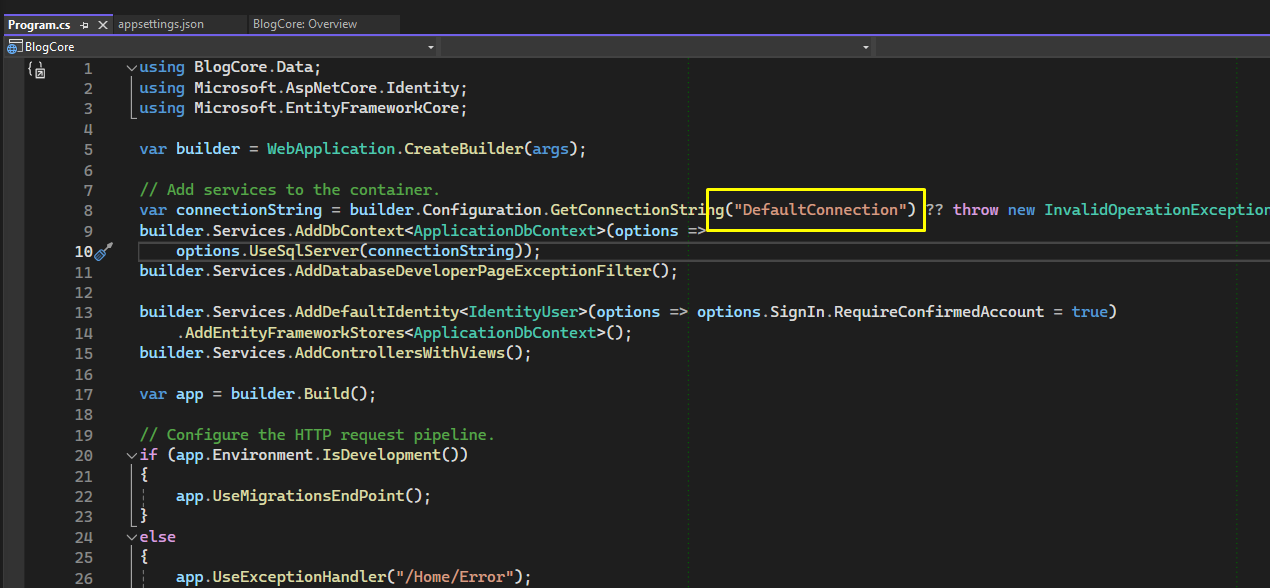 Program.cs
appsettings.json
BlogCore: Overview
BlogCore
1 using BlogCore.Data;
2 using Microsoft.AspNetCore.Identity;
3 using Microsoft.EntityFrameworkCore;
4
5 var builder = WebApplication.CreateBuilder(args);
6
7 // Add services to the container.
8 var connectionString = builder.Configuration.GetConnectionString("DefaultConnection") ?? throw new InvalidOperationException
9 builder.Services.AddDbContext<ApplicationDbContext>(options =>
10 options.UseSqlServer(connectionString));
11 builder.Services.AddDatabaseDeveloperPageExceptionFilter();
12
13 builder.Services.AddDefaultIdentity<IdentityUser>(options => options.SignIn.RequireConfirmedAccount = true)
14 .AddEntityFrameworkStores<ApplicationDbContext>();
15 builder.Services.AddControllersWithViews();
16
17 var app = builder.Build();
18
19 // Configure the HTTP request pipeline.
20 if (app.Environment.IsDevelopment())
21 {
22 app.UseMigrationsEndPoint();
23 }
24 else
25 {
26 app.UseExceptionHandler("/Home/Error");